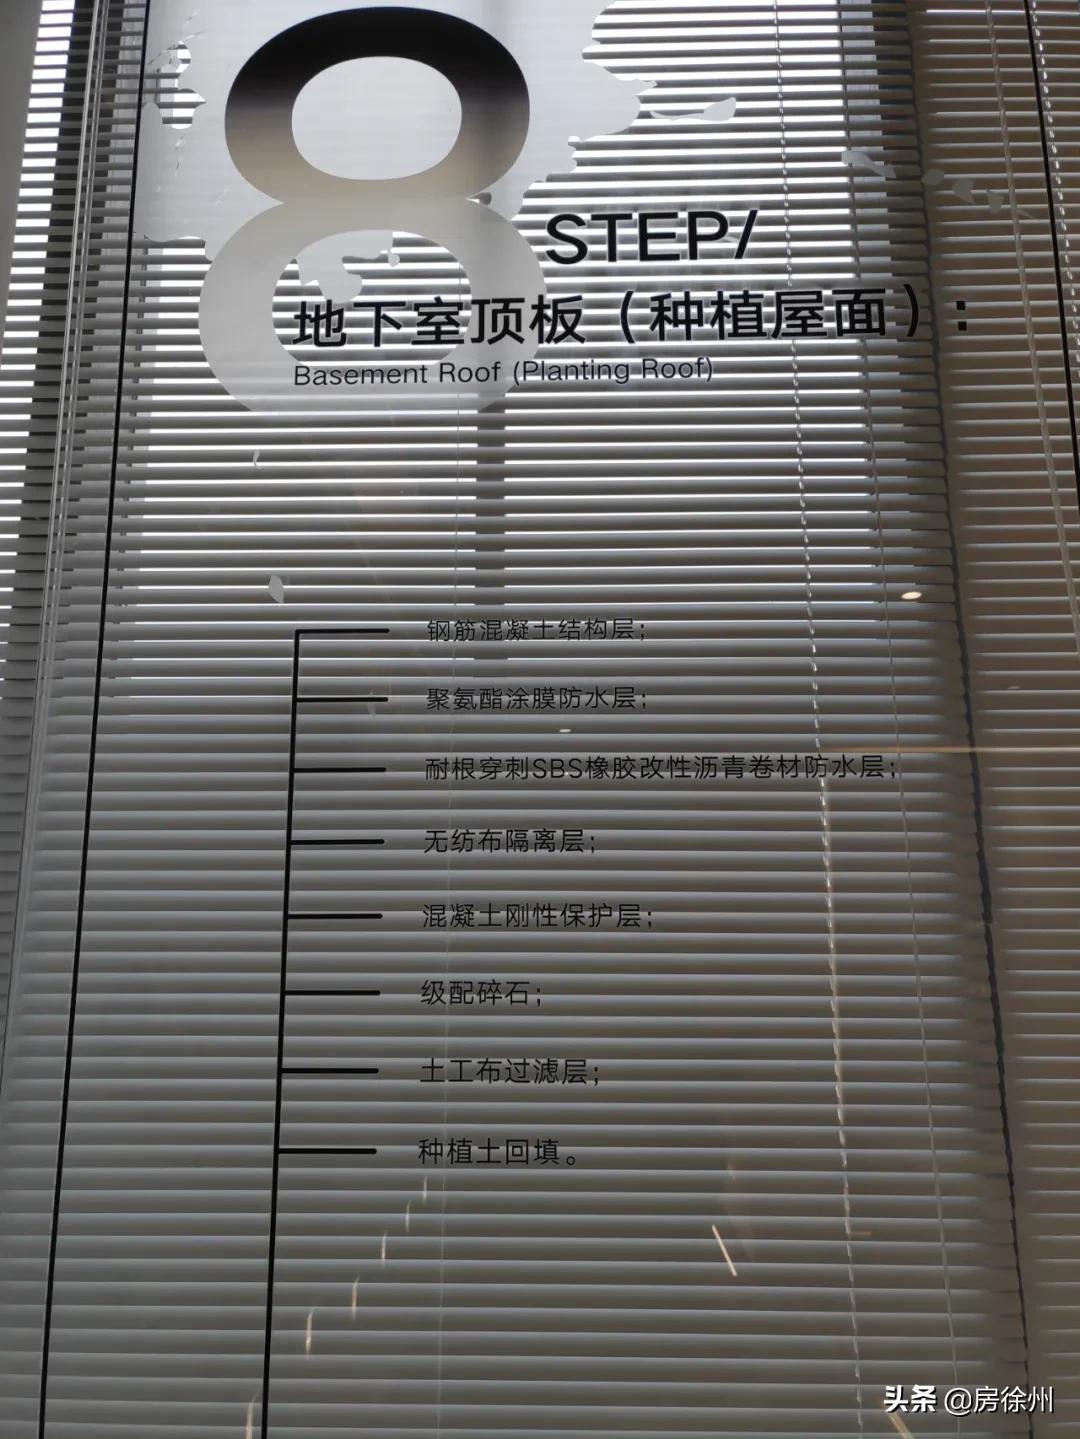 8
STEP/
地下室顶板（种植屋面）:
Basement Roof (Planting Roof)
钢筋混凝土结构层;
聚氨酯涂膜防水层;
耐根穿刺SBS橡胶改性沥青卷材防水层;
无纺布隔离层;
混凝土刚性保护层;
级配碎石;
土工布过滤层;
种植土回填。
头条 @房徐州